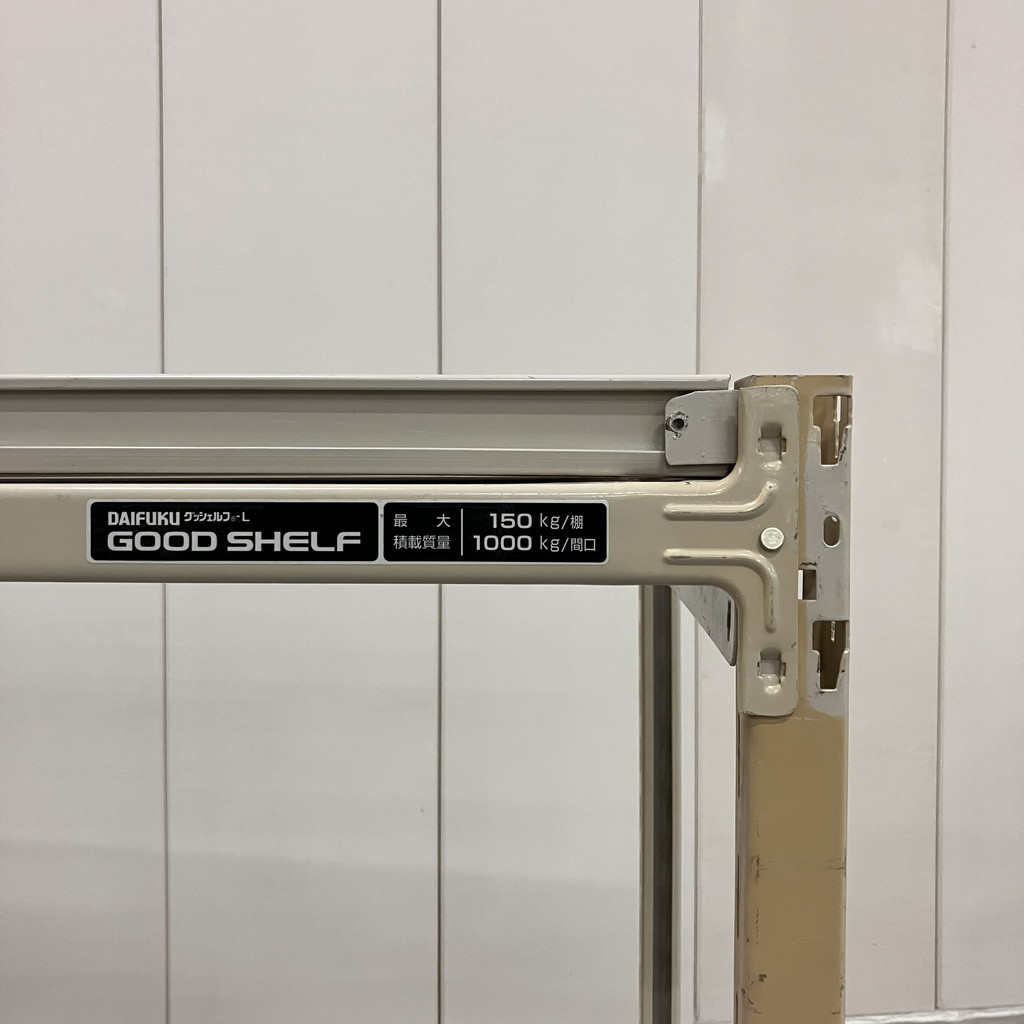 DAIFUKU グッシェルフ®-L
GOOD SHELF
最 大 150 kg/棚
積載質量 1000 kg/間口